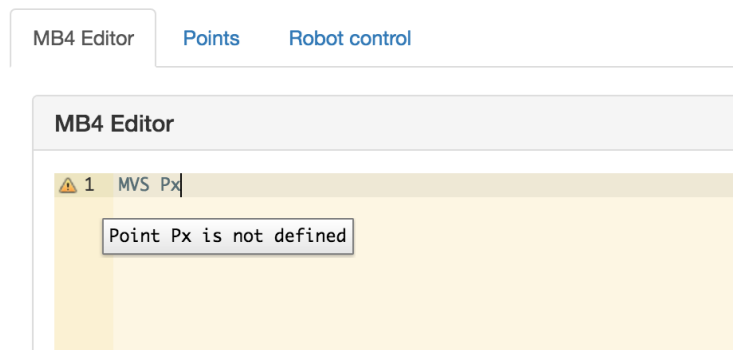 MB4 Editor Points Robot control
MB4 Editor
1 MVS Px
Point Px is not defined